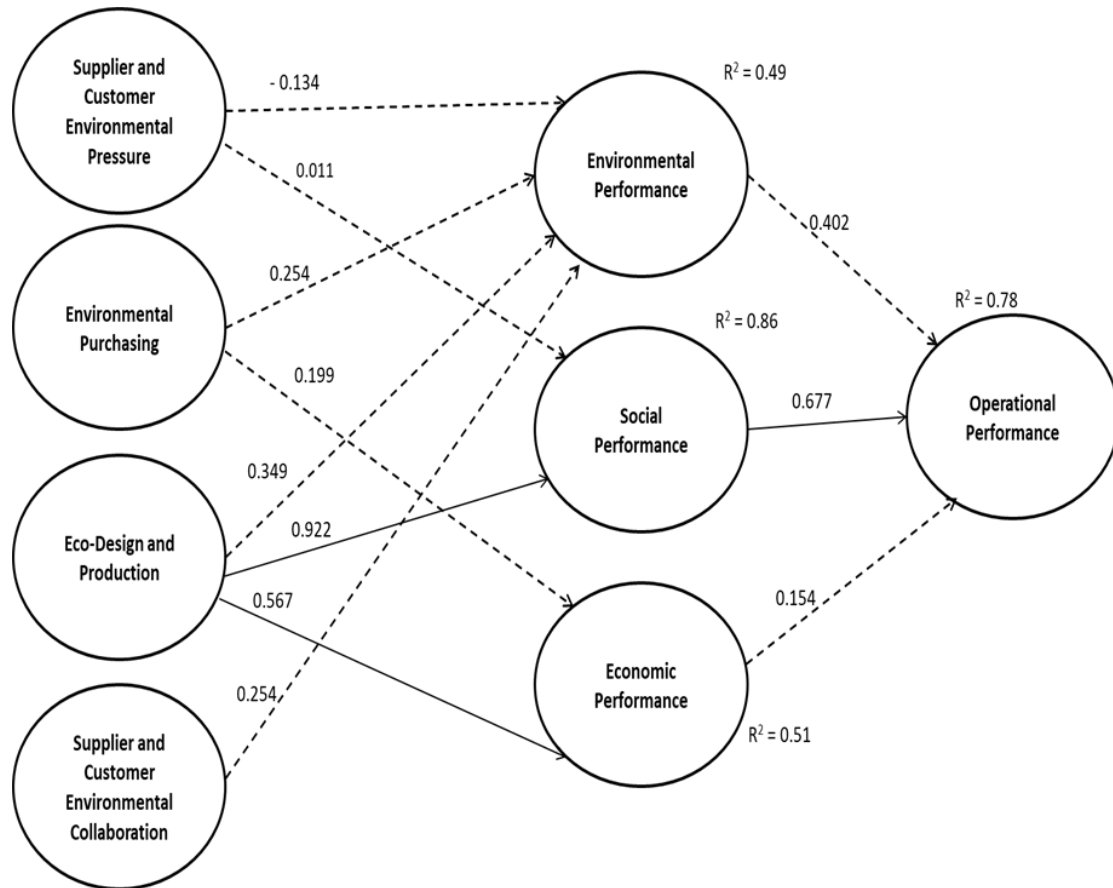 Supplier and
Customer
Environmental
Pressure
- 0.134
0.011
R² = 0.49
Environmental
Performance
0.402
Environmental
Purchasing
0.254
0.199
R² = 0.86
Social
Performance
0.677
R² = 0.78
Operational
Performance
Eco-Design and
Production
0.349
0.922
0.567
Economic
Performance
0.154
R² = 0.51
Supplier and
Customer
Environmental
Collaboration
0.254